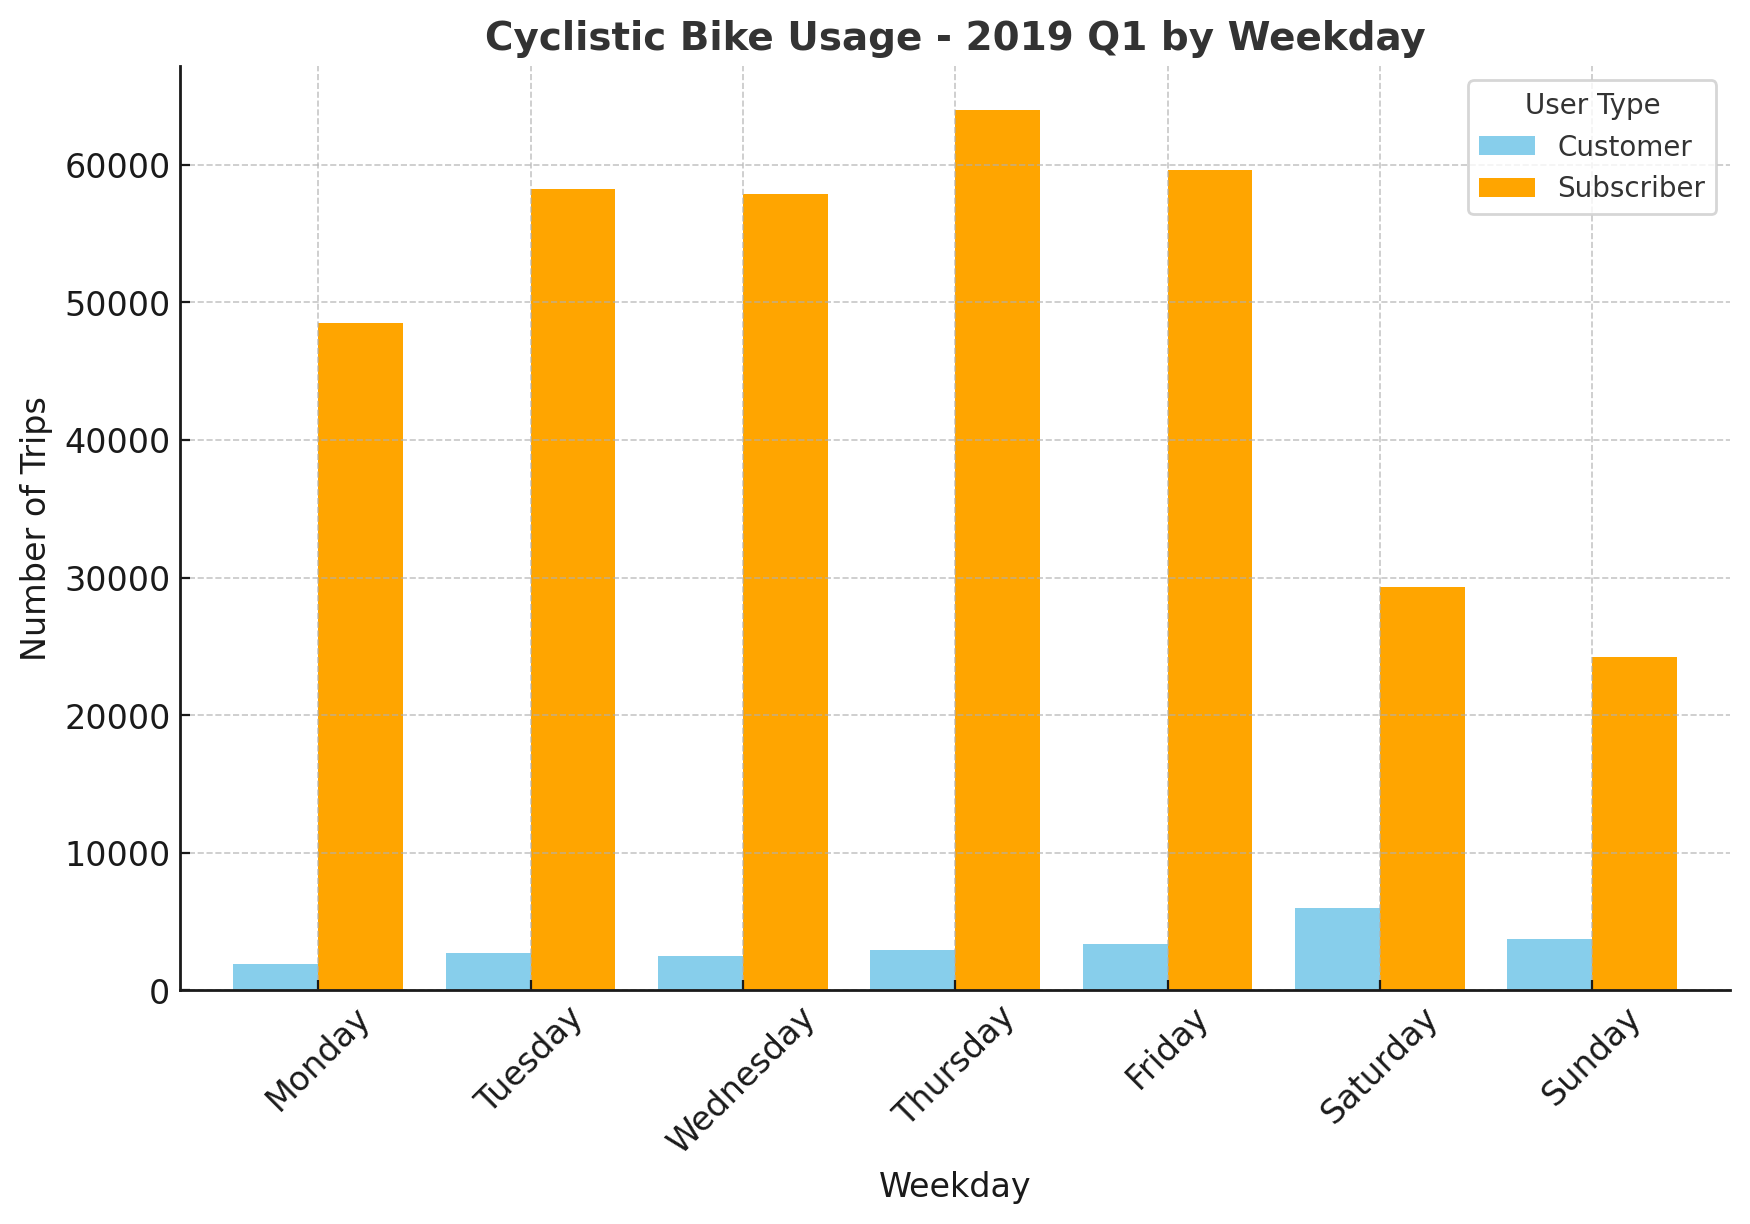 Cyclistic Bike Usage - 2019 Q1 by Weekday
User Type
Customer
Subscriber
Number of Trips
60000
50000
40000
30000
20000
10000
0
Monday
Tuesday
Wednesday
Thursday
Friday
Saturday
Sunday
Weekday